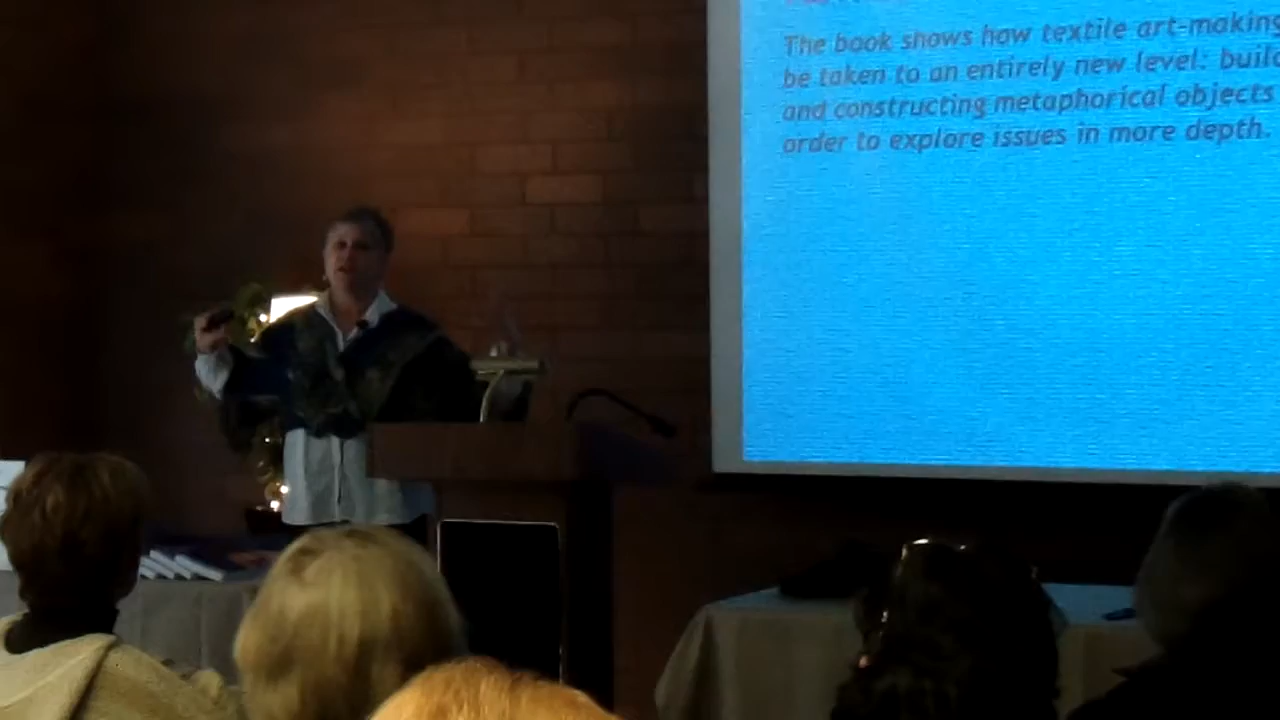 The book shows how textile art-making
be taken to an entirely new level: build
and constructing metaphorical objects
order to explore issues in more depth.